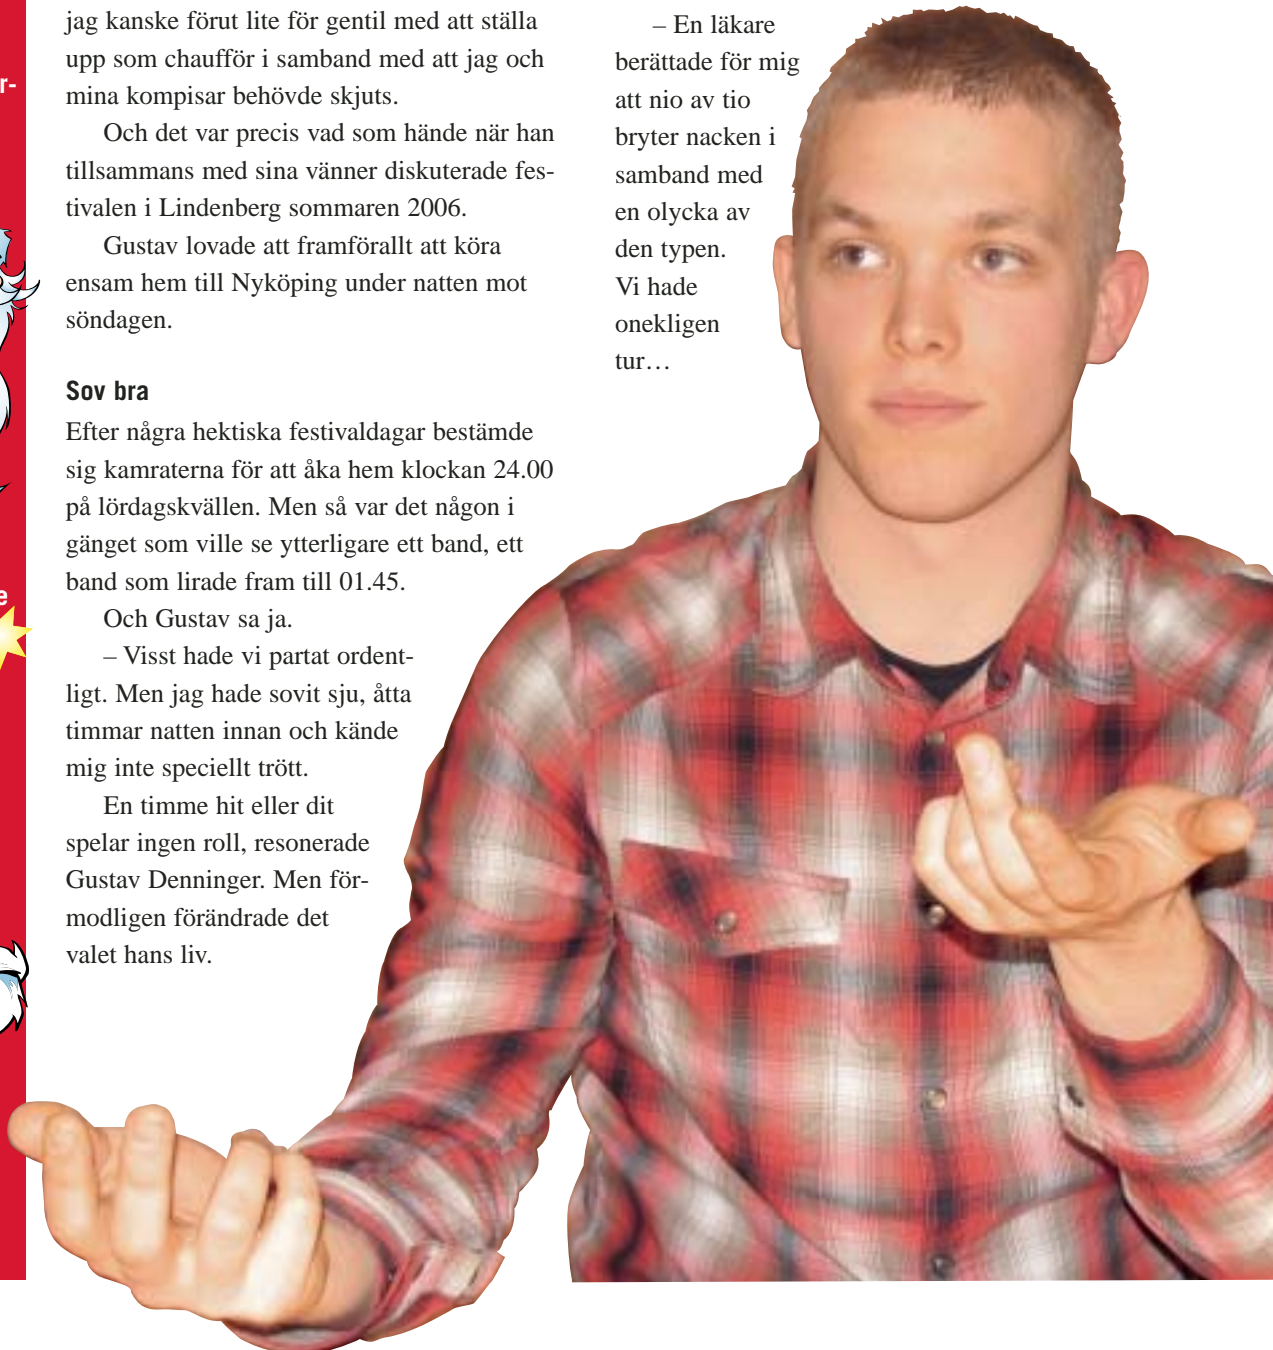 r-
e
jag kanske förut lite för gentil med att ställa
upp som chaufför i samband med att jag och
mina kompisar behövde skjuts.
Och det var precis vad som hände när han
tillsammans med sina vänner diskuterade fes-
tivalen i Lindenberg sommaren 2006.
Gustav lovade att framförallt att köra
ensam hem till Nyköping under natten mot
söndagen.
Sov bra
Efter några hektiska festivaldagar bestämde
sig kamraterna för att åka hem klockan 24.00
på lördagskvällen. Men så var det någon i
gänget som ville se ytterligare ett band, ett
band som lirade fram till 01.45.
Och Gustav sa ja.
– Visst hade vi partat ordent-
ligt. Men jag hade sovit sju, åtta
timmar natten innan och kände
mig inte speciellt trött.
En timme hit eller dit
spelar ingen roll, resonerade
Gustav Denninger. Men för-
modligen förändrade det
valet hans liv.
– En läkare
berättade för mig
att nio av tio
bryter nacken i
samband med
en olycka av
den typen.
Vi hade
onekligen
tur…